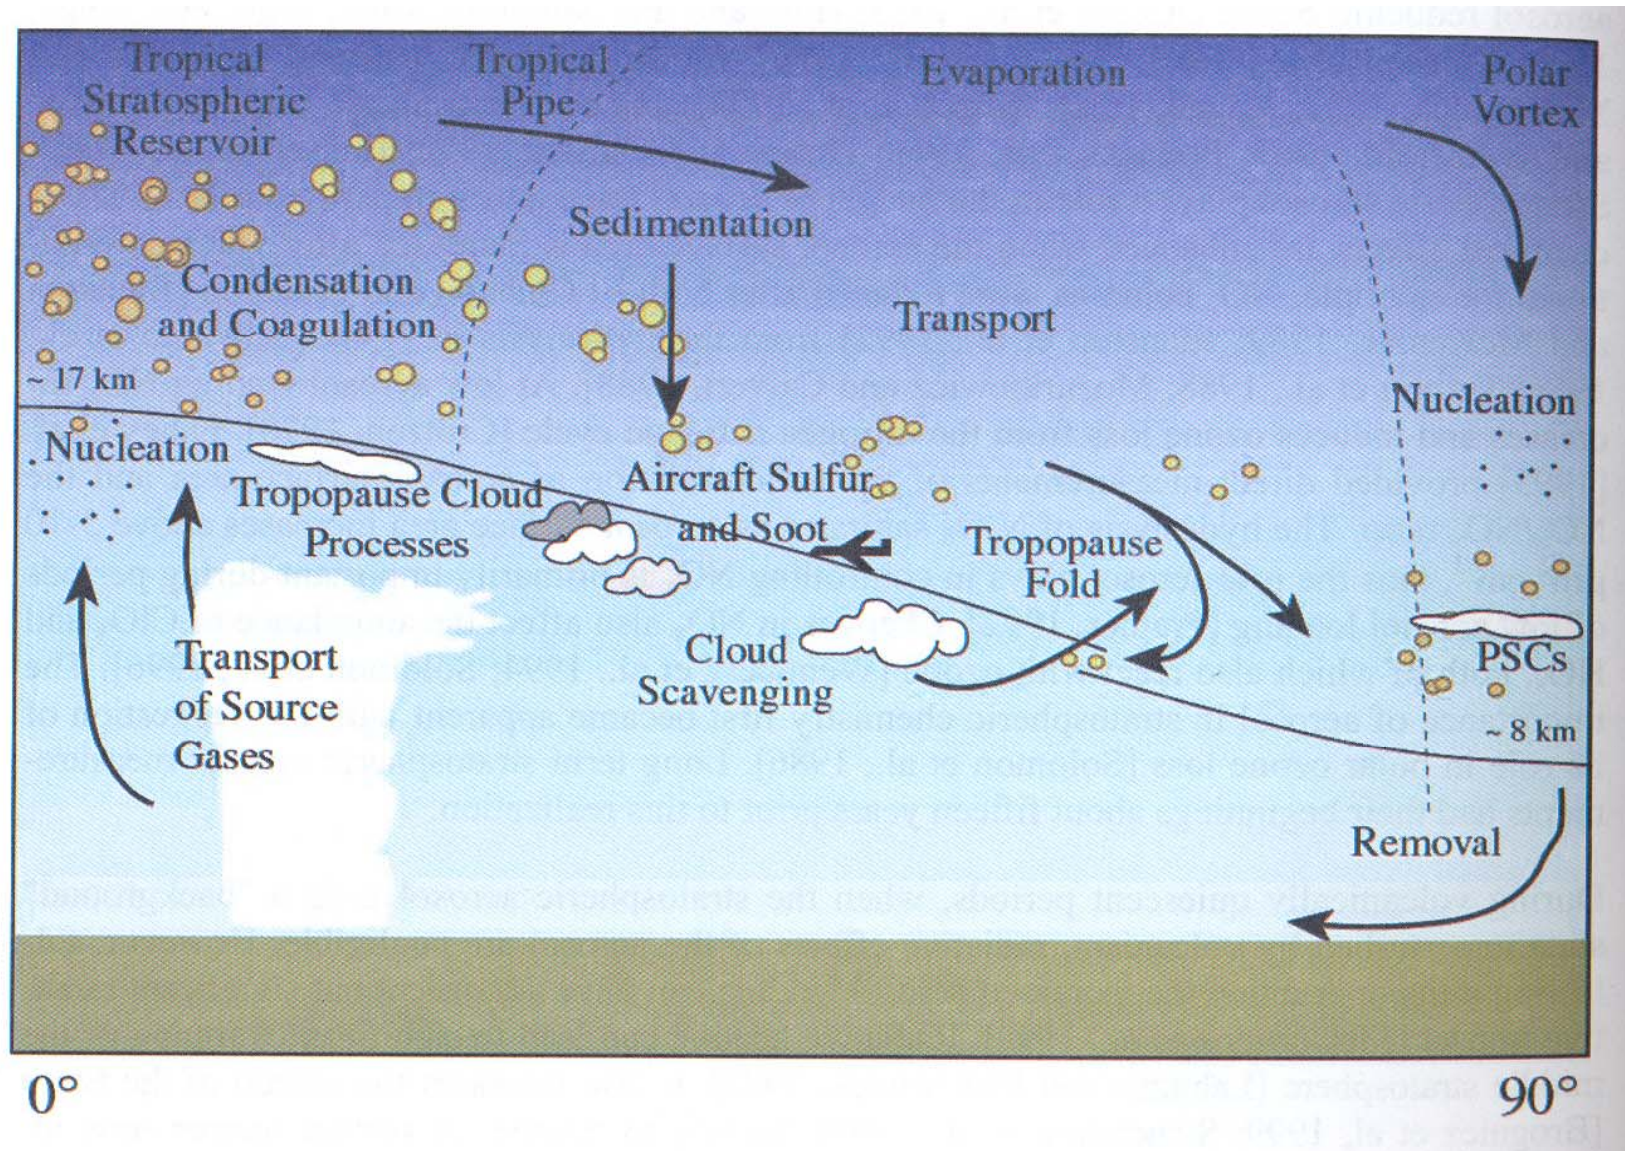 Tropical
Stratospheric
Reservoir
Tropical
Pipe
Evaporation
Polar
Vortex
Sedimentation
Condensation
and Coagulation
Transport
~ 17 km
Nucleation
Nucleation
Tropopause Cloud
Processes
Aircraft Sulfur
and Soot
Tropopause
Fold
Transport
of Source
Gases
Cloud
Scavenging
PSCs
~ 8 km
Removal
0°
90°